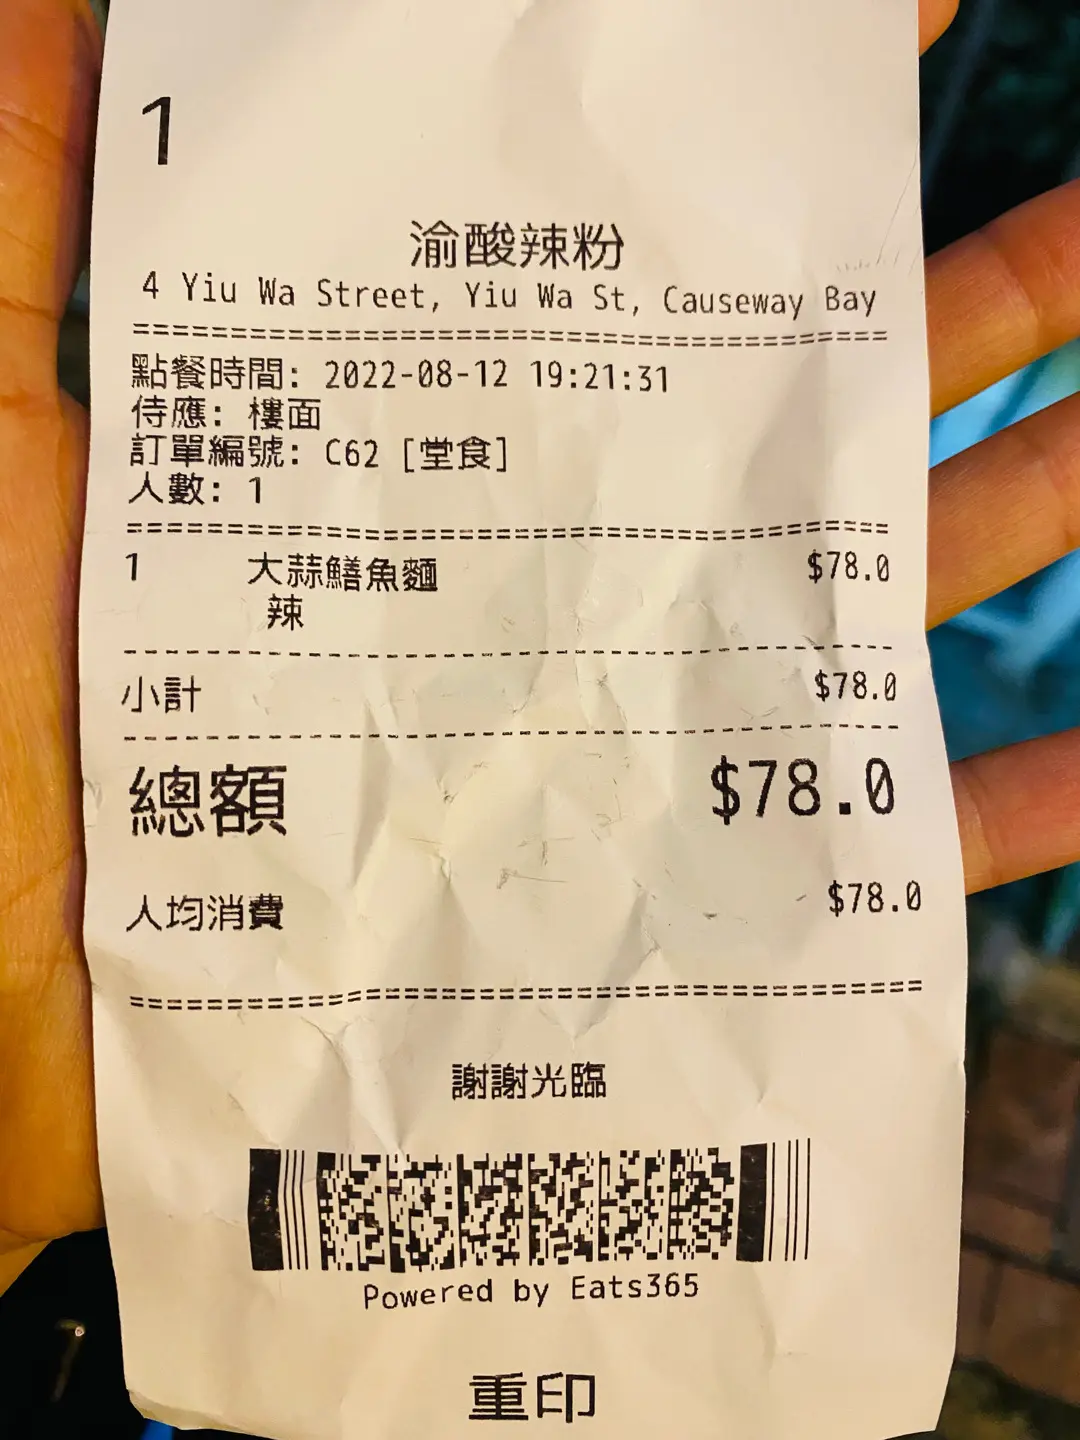 1
渝酸辣粉
4 Yiu Wa Street, Yiu Wa St, Causeway Bay
點餐時間: 2022-08-12 19:21:31
侍應: 樓面
訂單編號: C62 [堂食]
人數: 1
1 大蒜鱔魚麵 $78.0
辣
小計 $78.0
總額 $78.0
人均消費 $78.0
謝謝光臨
Powered by Eats365
重印